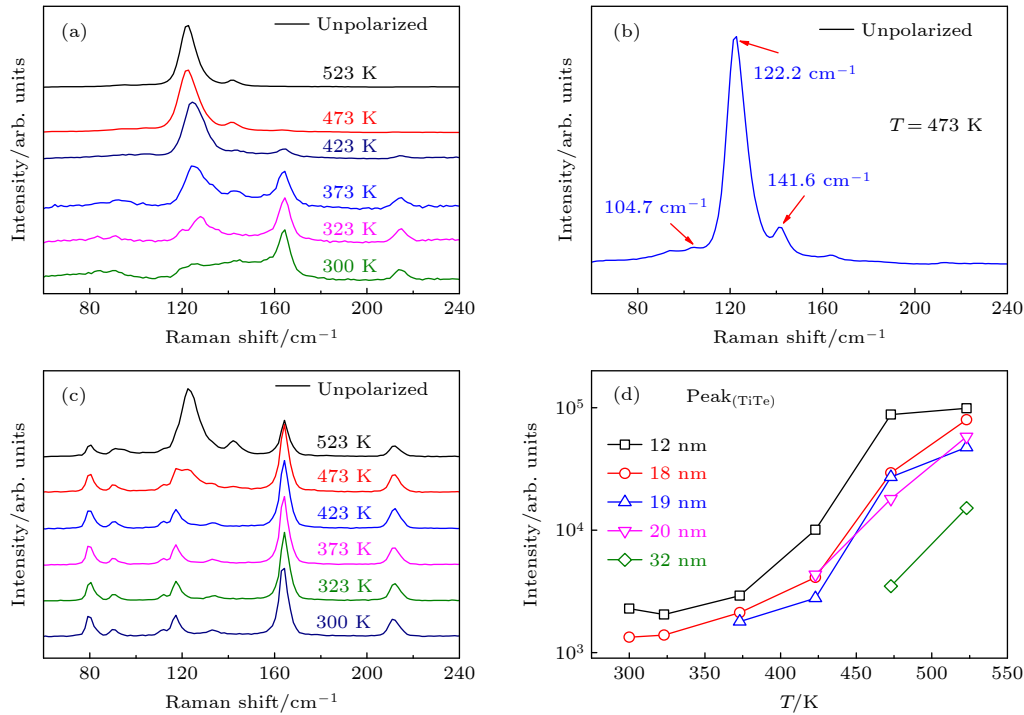 (a)
Unpolarized
523 K
473 K
423 K
373 K
323 K
300 K
Intensity/arb. units
80 120 160 200 240
Raman shift/cm⁻¹
(b)
Unpolarized
122.2 cm⁻¹
T = 473 K
141.6 cm⁻¹
104.7 cm⁻¹
Intensity/arb. units
80 120 160 200 240
Raman shift/cm⁻¹
(c)
Unpolarized
523 K
473 K
423 K
373 K
323 K
300 K
Intensity/arb. units
80 120 160 200 240
Raman shift/cm⁻¹
(d)
Peak(TiTe)
12 nm
18 nm
19 nm
20 nm
32 nm
Intensity/arb. units
10⁵
10⁴
10³
300 350 400 450 500 550
T/K